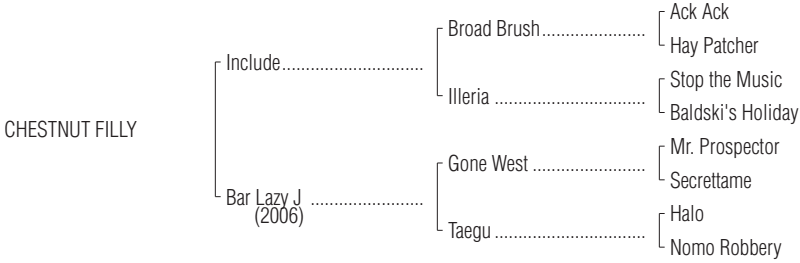 Ack Ack
Broad Brush......................
Hay Patcher
Include..............................
Stop the Music
Illeria ................................
Baldski's Holiday
CHESTNUT FILLY
Mr. Prospector
Gone West ........................
Secrettame
Bar Lazy J ........................
(2006)
Halo
Taegu ................................
Nomo Robbery